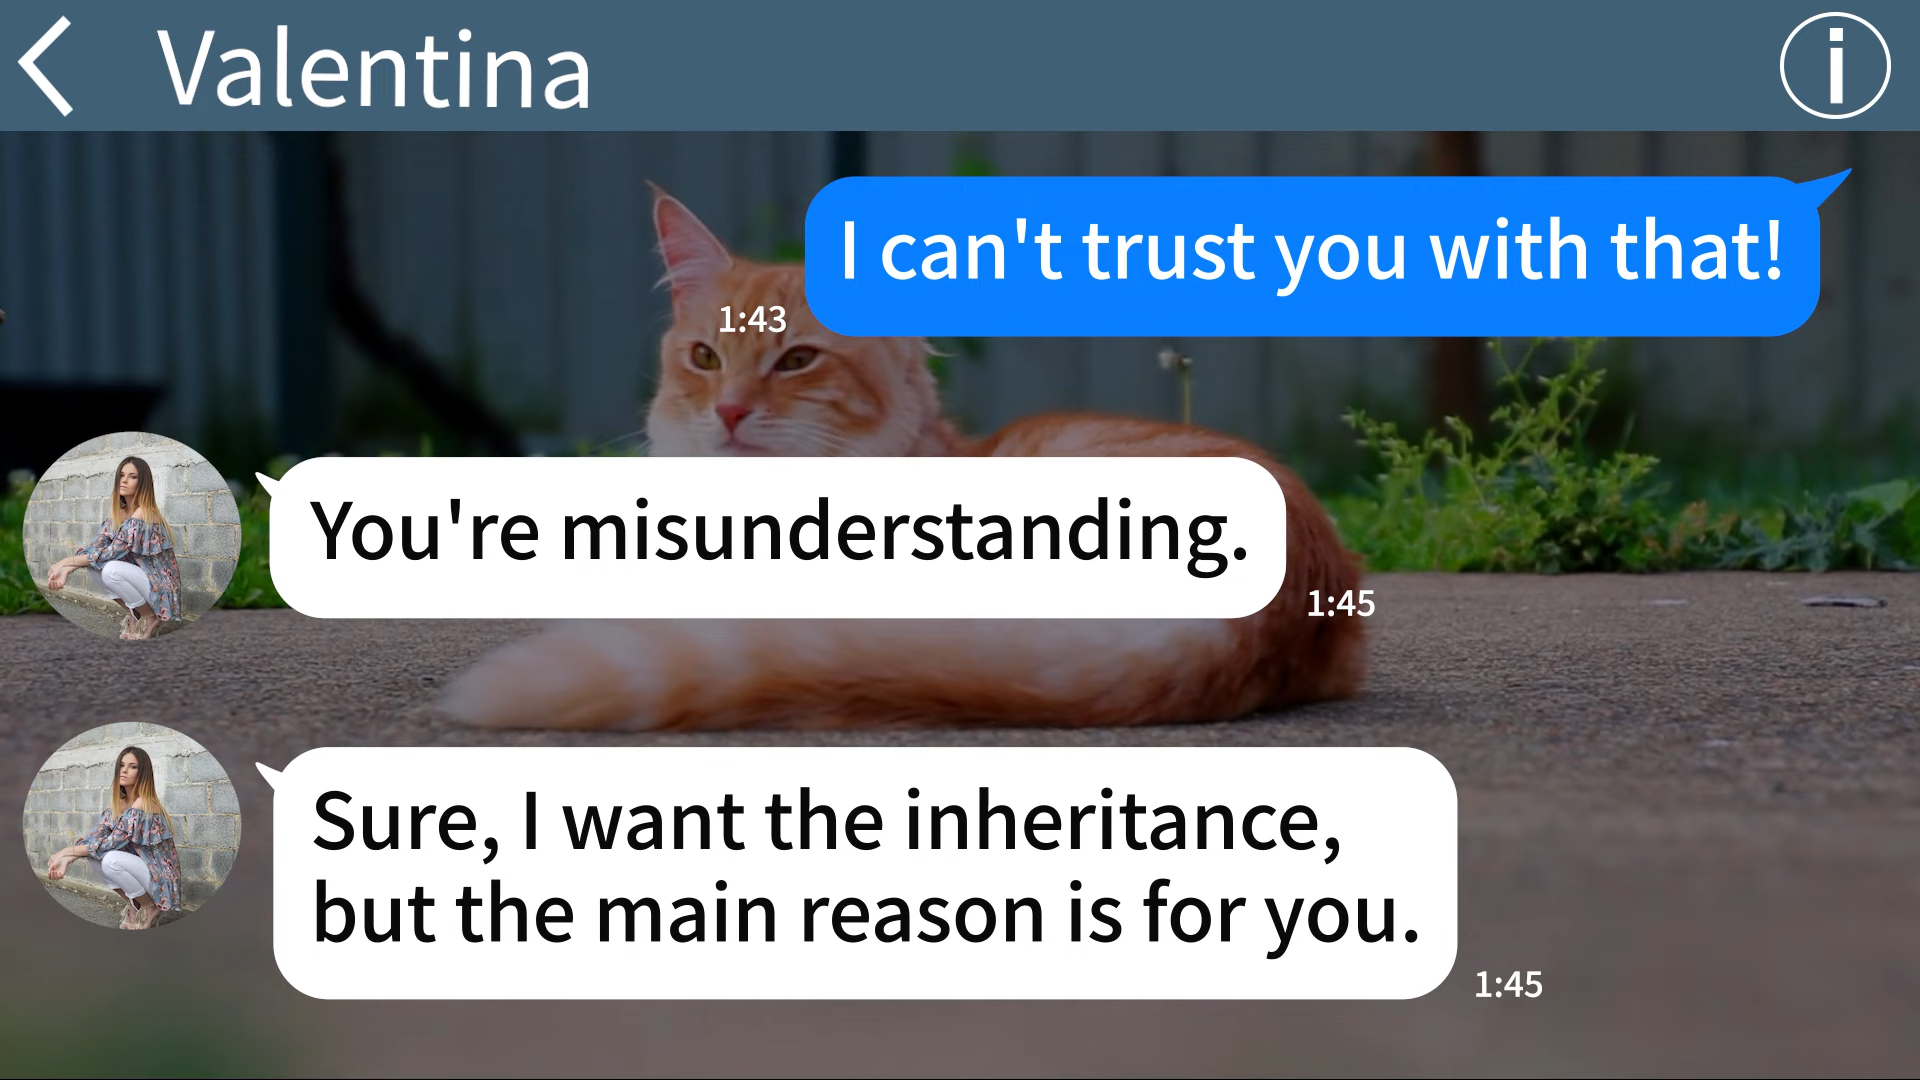 Valentina
I can't trust you with that!
1:43
You're misunderstanding.
1:45
Sure, I want the inheritance,
but the main reason is for you.
1:45